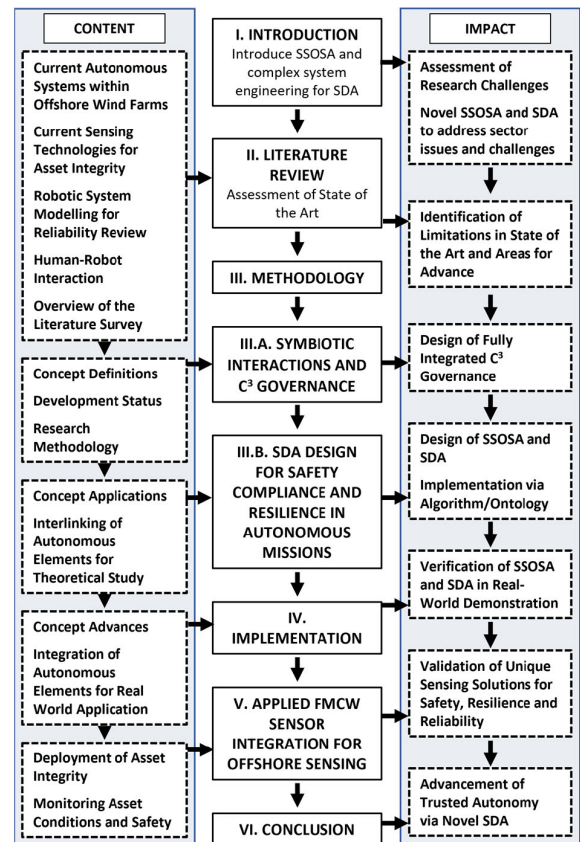 CONTENT
Current Autonomous
Systems within
Offshore Wind Farms
Current Sensing
Technologies for
Asset Integrity
Robotic System
Modelling for
Reliability Review
Human-Robot
Interaction
Overview of the
Literature Survey
Concept Definitions
Development Status
Research
Methodology
Concept Applications
Interlinking of
Autonomous
Elements for
Theoretical Study
Concept Advances
Integration of
Autonomous
Elements for Real
World Application
Deployment of Asset
Integrity
Monitoring Asset
Conditions and Safety
I. INTRODUCTION
Introduce SSOSA and
complex system
engineering for SDA
II. LITERATURE
REVIEW
Assessment of State of
the Art
III. METHODOLOGY
III.A. SYMBIOTIC
INTERACTIONS AND
C³ GOVERNANCE
III.B. SDA DESIGN
FOR SAFETY
COMPLIANCE AND
RESILIENCE IN
AUTONOMOUS
MISSIONS
IV.
IMPLEMENTATION
V. APPLIED FMCW
SENSOR
INTEGRATION FOR
OFFSHORE SENSING
VI. CONCLUSION
IMPACT
Assessment of
Research Challenges
Novel SSOSA and SDA
to address sector
issues and challenges
Identification of
Limitations in State of
the Art and Areas for
Advance
Design of Fully
Integrated C³
Governance
Design of SSOSA and
SDA
Implementation via
Algorithm/Ontology
Verification of SSOSA
and SDA in Real-
World Demonstration
Validation of Unique
Sensing Solutions for
Safety, Resilience and
Reliability
Advancement of
Trusted Autonomy
via Novel SDA